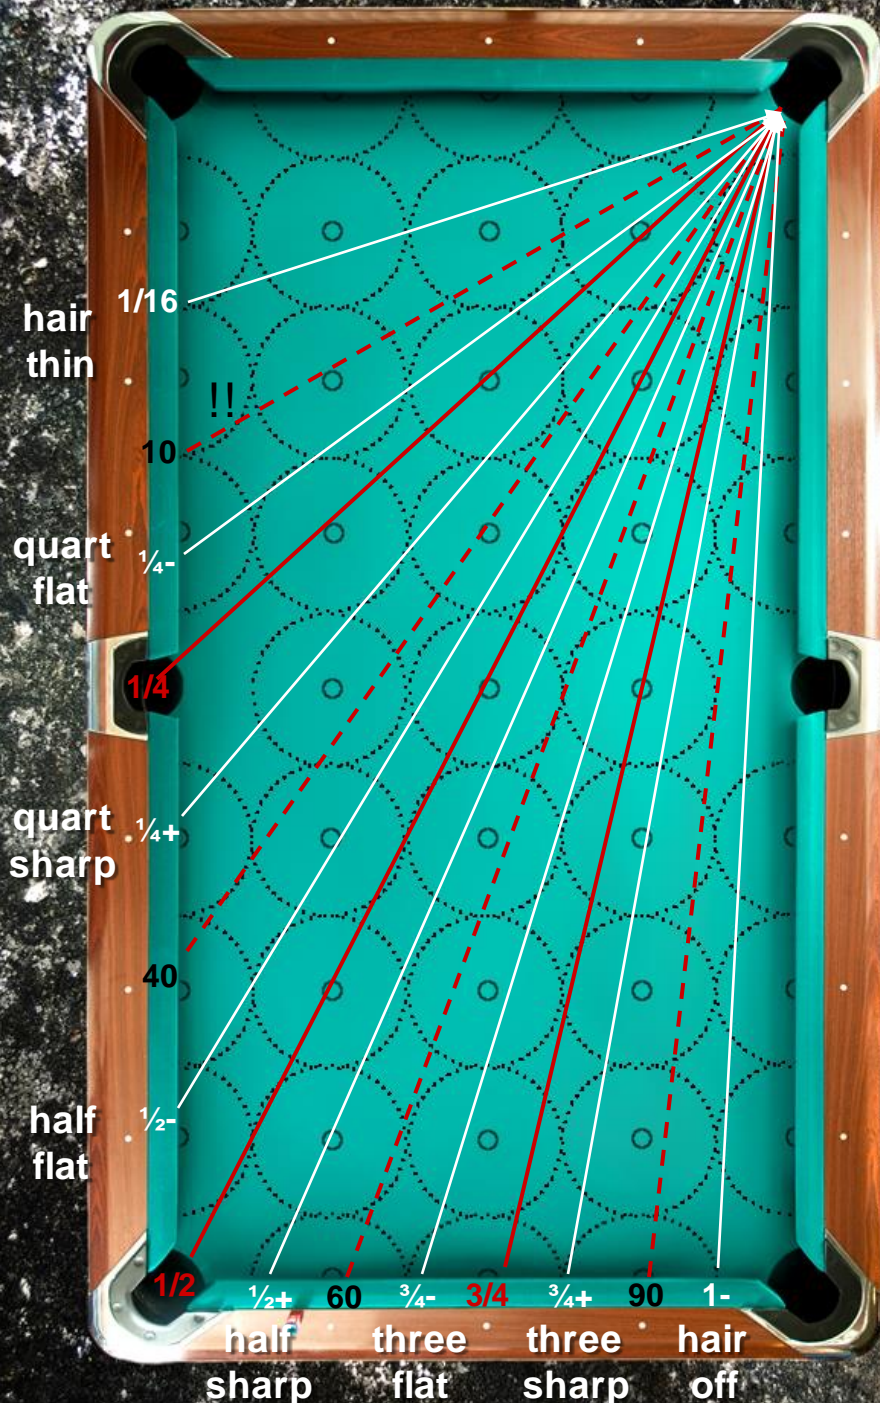 1/16
hair
thin
!!
10
quart
flat
¼-
1/4
quart
sharp
¼+
40
half
flat
½-
1/2
½+
60
¾-
3/4
¾+
90
1-
half
sharp
three
flat
three
sharp
hair
off